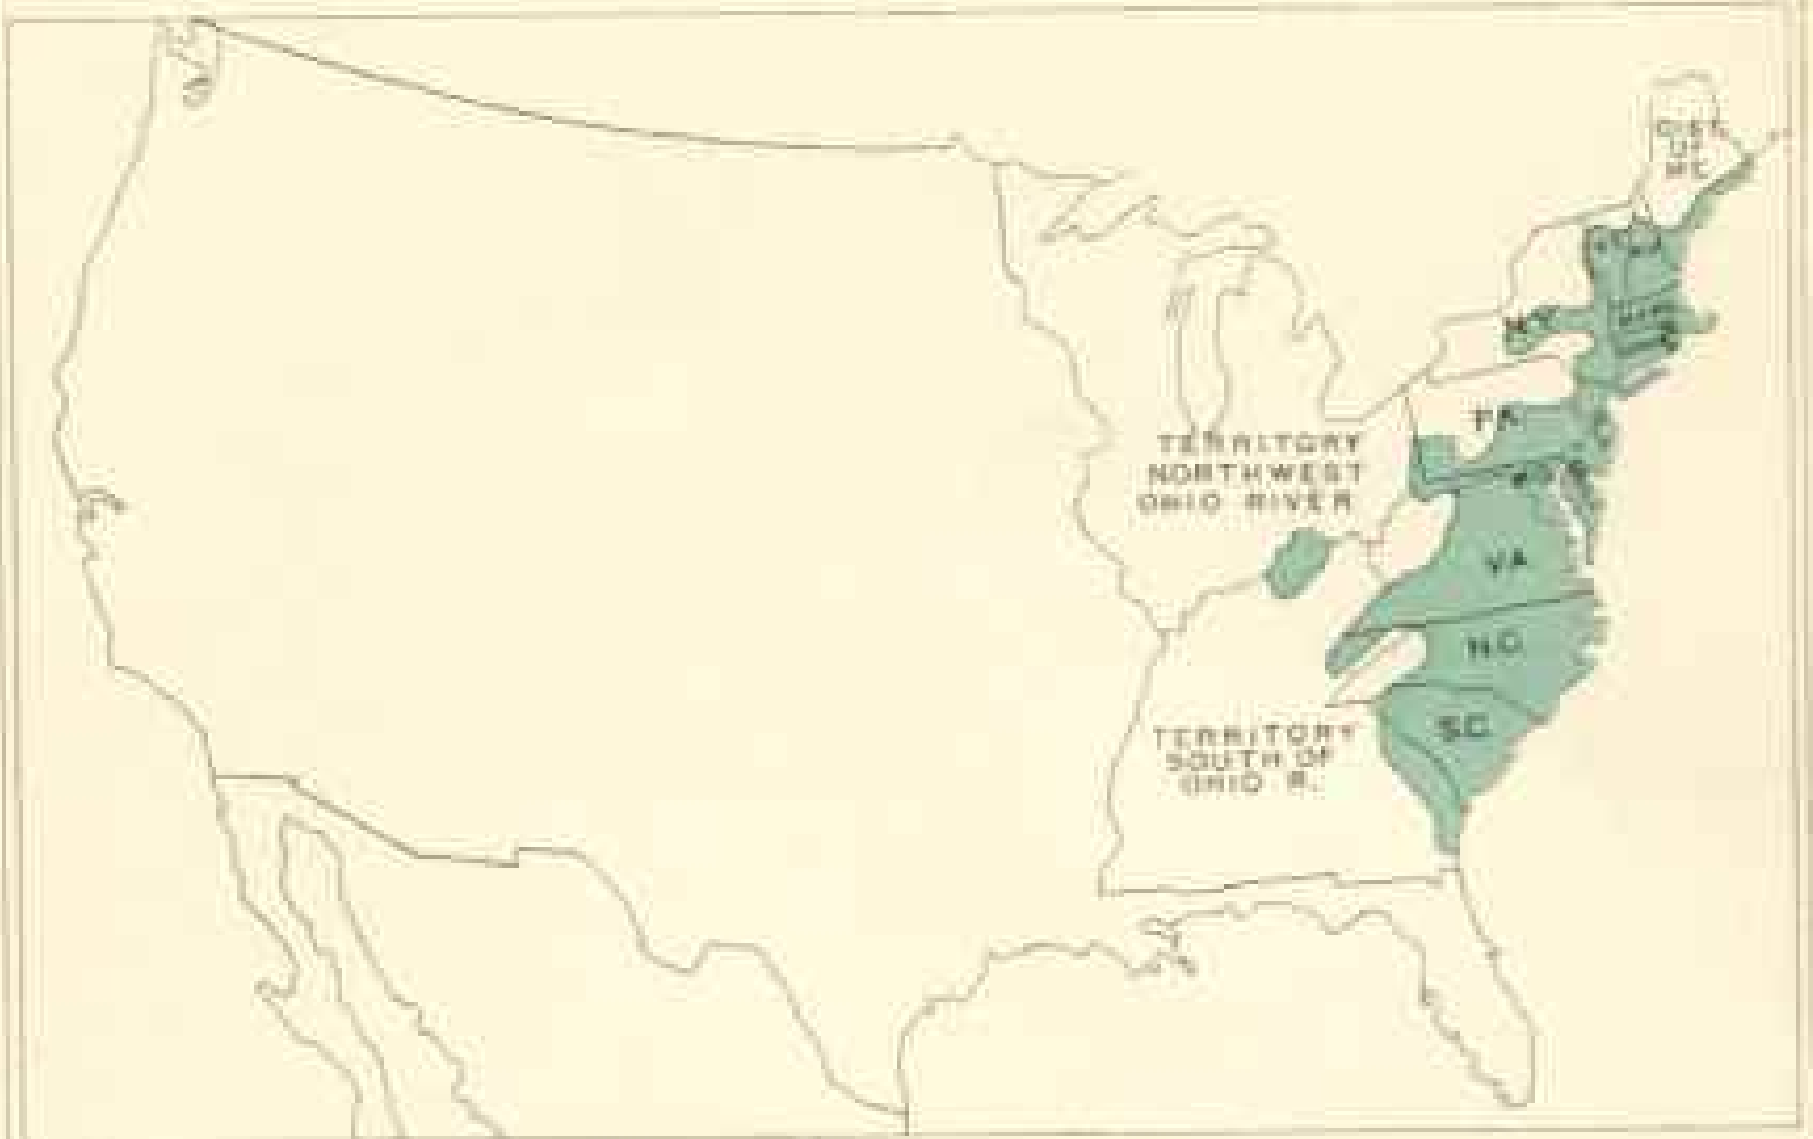 DIST
OF
ME
N.Y.
PA
TERRITORY
NORTHWEST
OHIO RIVER
VA
N.C.
S.C.
TERRITORY
SOUTH OF
OHIO R.